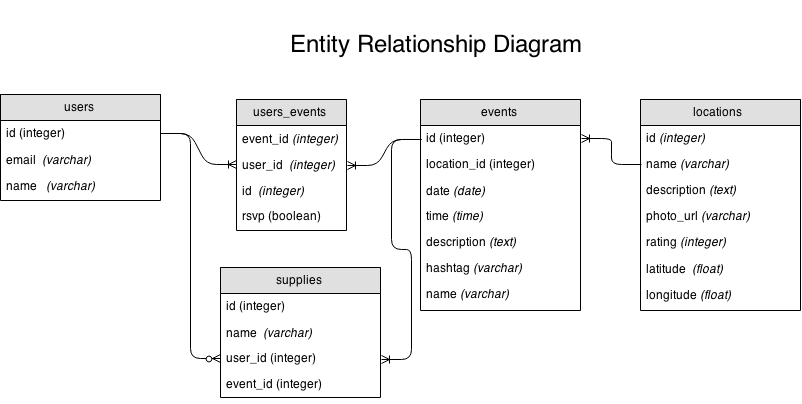 Entity Relationship Diagram
users
id (integer)
email (varchar)
name (varchar)
users_events
event_id (integer)
user_id (integer)
id (integer)
rsvp (boolean)
events
id (integer)
location_id (integer)
date (date)
time (time)
description (text)
hashtag (varchar)
name (varchar)
locations
id (integer)
name (varchar)
description (text)
photo_url (varchar)
rating (integer)
latitude (float)
longitude (float)
supplies
id (integer)
name (varchar)
user_id (integer)
event_id (integer)